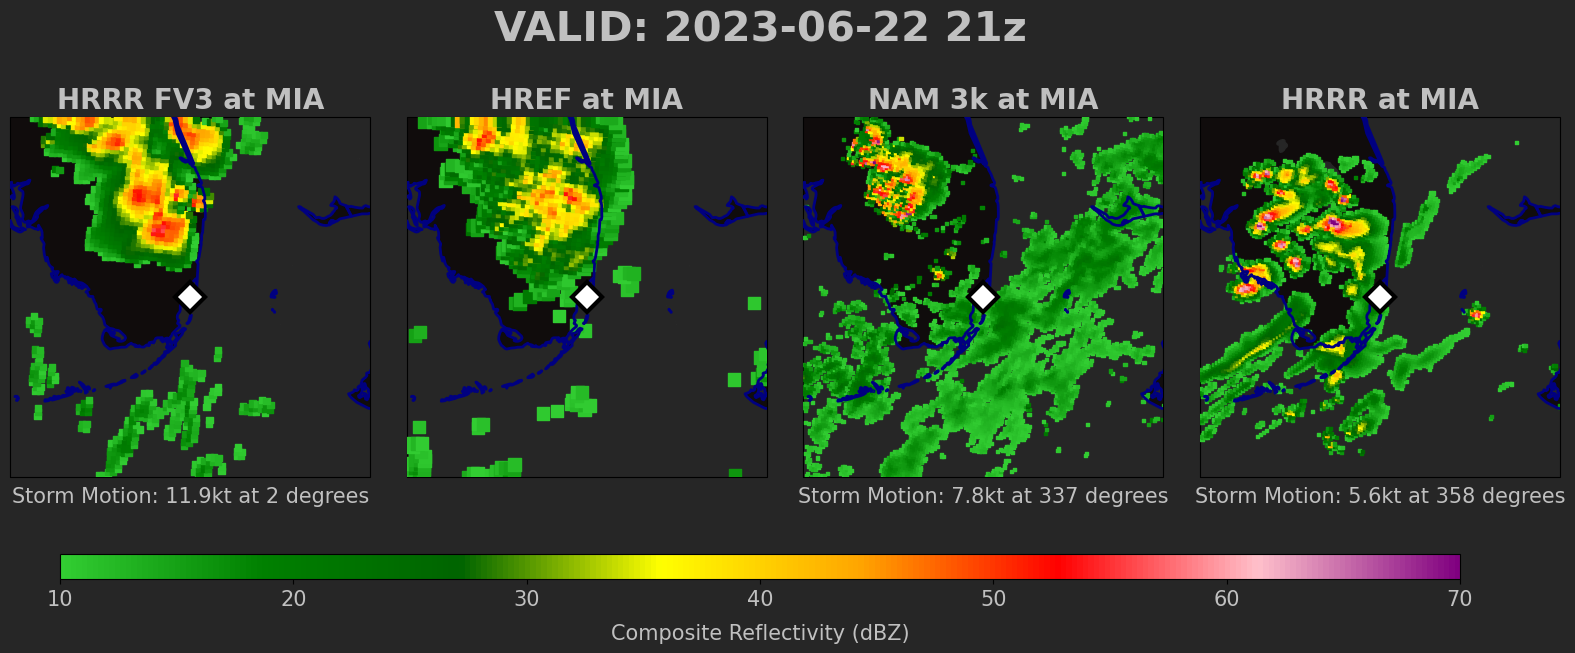 VALID: 2023-06-22 21z
HRRR FV3 at MIA
HREF at MIA
NAM 3k at MIA
HRRR at MIA
Storm Motion: 11.9kt at 2 degrees
Storm Motion: 7.8kt at 337 degrees
Storm Motion: 5.6kt at 358 degrees
10 20 30 40 50 60 70
Composite Reflectivity (dBZ)